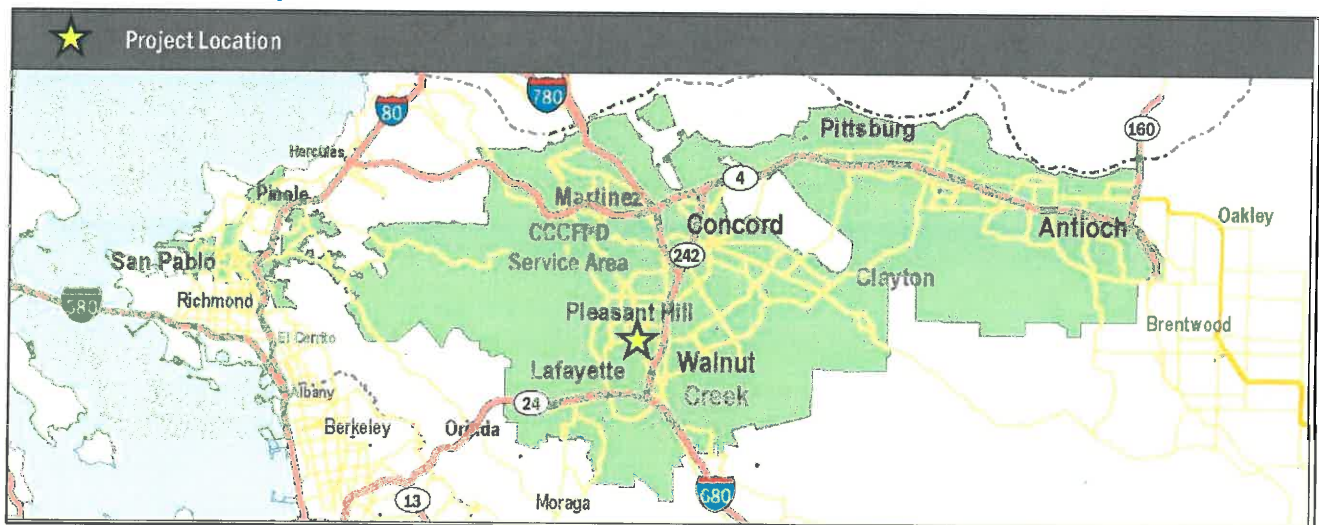 Project Location
80
780
Pittsburg
160
Hercules
Pinole
Martinez
4
Concord
Antioch
Oakley
CCCFPD
Service Area
242
San Pablo
Clayton
Richmond
580
Pleasant Hill
Brentwood
El Cerrito
Lafayette
Walnut
Creek
Albany
24
Berkeley
Orinda
13
Moraga
680